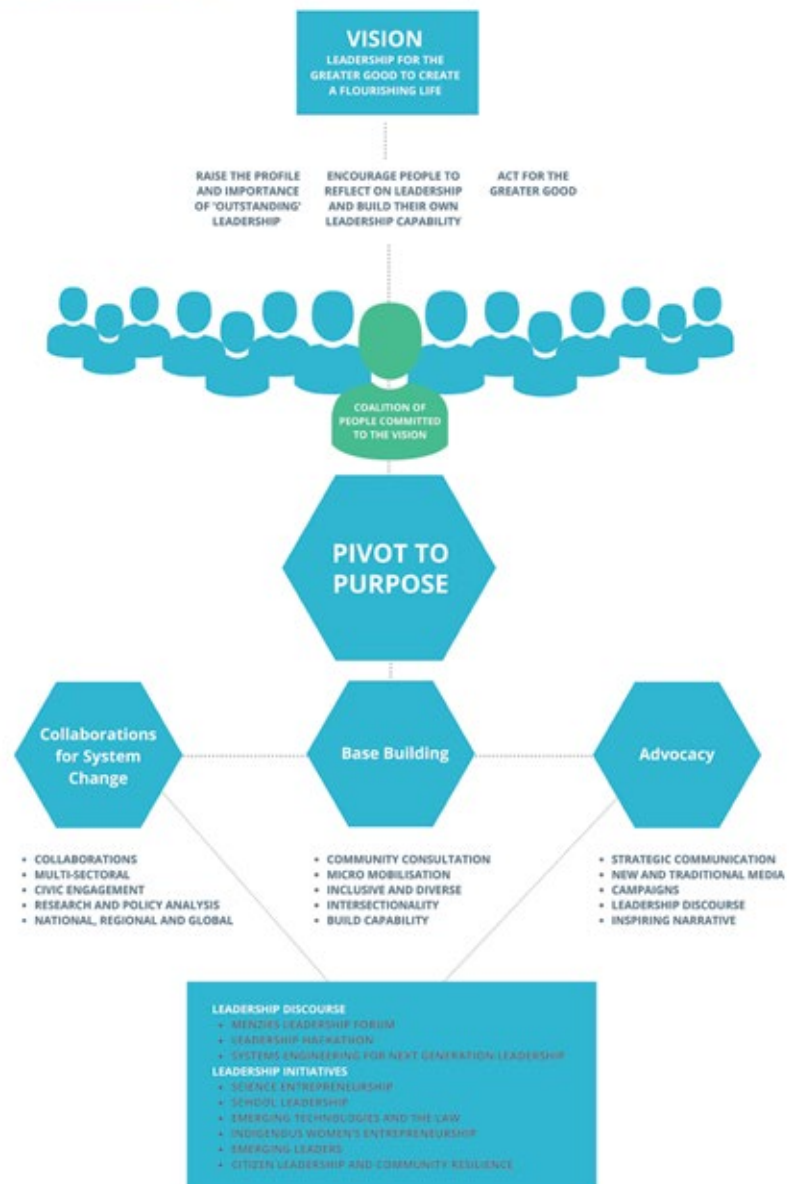 VISION
LEADERSHIP FOR THE
GREATER GOOD TO CREATE
A FLOURISHING LIFE
RAISE THE PROFILE
AND IMPORTANCE
OF 'OUTSTANDING'
LEADERSHIP
ENCOURAGE PEOPLE TO
REFLECT ON LEADERSHIP
AND BUILD THEIR OWN
LEADERSHIP CAPABILITY
ACT FOR THE
GREATER GOOD
COALITION OF
PEOPLE COMMITTED
TO THE VISION
PIVOT TO
PURPOSE
Collaborations
for System
Change
Base Building
Advocacy
• COLLABORATIONS
• MULTI-SECTORAL
• CIVIC ENGAGEMENT
• RESEARCH AND POLICY ANALYSIS
• NATIONAL, REGIONAL AND GLOBAL
• COMMUNITY CONSULTATION
• MICRO MOBILISATION
• INCLUSIVE AND DIVERSE
• INTERSECTIONALITY
• BUILD CAPABILITY
• STRATEGIC COMMUNICATION
• NEW AND TRADITIONAL MEDIA
• CAMPAIGNS
• LEADERSHIP DISCOURSE
• INSPIRING NARRATIVE
LEADERSHIP DISCOURSE
• MENZIES LEADERSHIP FORUM
• LEADERSHIP HACKATHON
• SYSTEMS ENGINEERING FOR NEXT GENERATION LEADERSHIP
LEADERSHIP INITIATIVES
• SCIENCE ENTREPRENEURSHIP
• SCHOOL LEADERSHIP
• EMERGING TECHNOLOGIES AND THE LAW
• INDIGENOUS WOMEN'S ENTREPRENEURSHIP
• EMERGING LEADERS
• CITIZEN LEADERSHIP AND COMMUNITY RESILIENCE